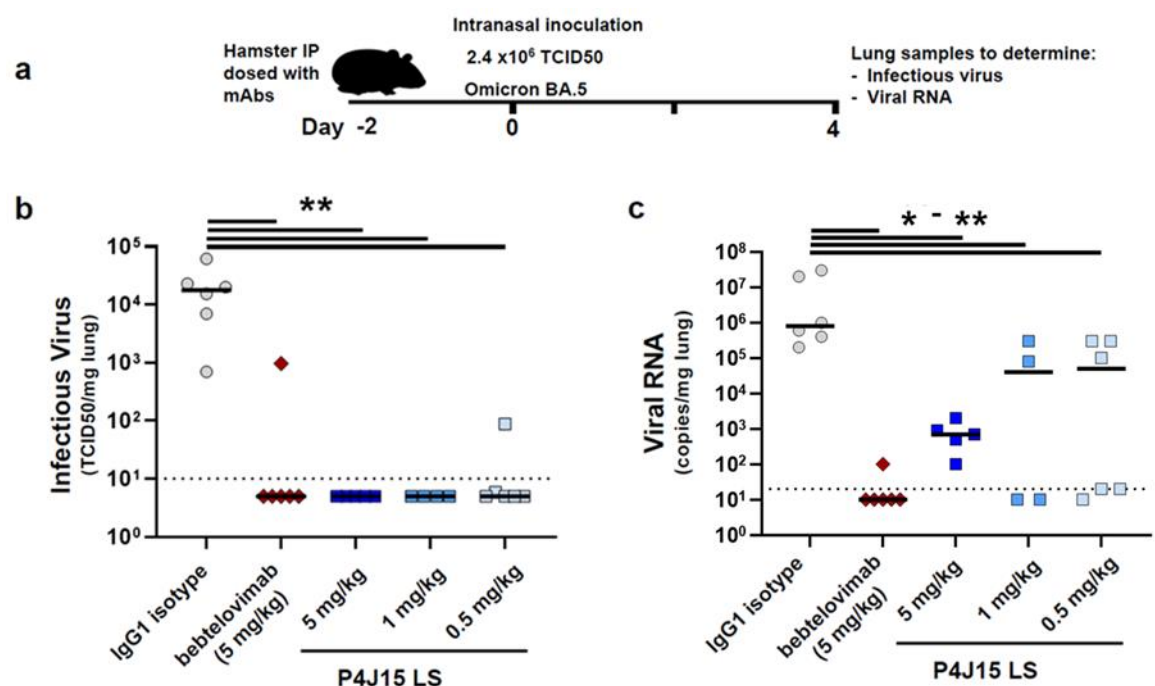 a
Hamster IP
dosed with
mAbs
Intranasal inoculation
2.4 x10⁶ TCID50
Omicron BA.5
Lung samples to determine:
- Infectious virus
- Viral RNA
Day -2 0 4
b
**
Infectious Virus
(TCID50/mg lung)
10⁵
10⁴
10³
10²
10¹
10⁰
IgG1 isotype
bebtelovimab
(5 mg/kg)
5 mg/kg
1 mg/kg
0.5 mg/kg
P4J15 LS
c
* - **
Viral RNA
(copies/mg lung)
10⁸
10⁷
10⁶
10⁵
10⁴
10³
10²
10¹
10⁰
IgG1 isotype
bebtelovimab
(5 mg/kg)
5 mg/kg
1 mg/kg
0.5 mg/kg
P4J15 LS